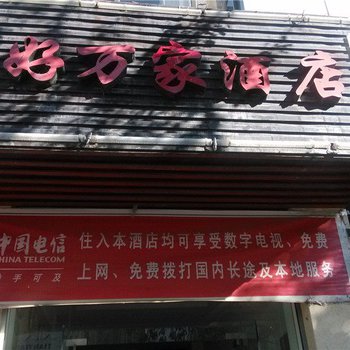 好万家酒店
中国电信
CHINA TELECOM
手可及
住入本酒店均可享受数字电视、免费
上网、免费拨打国内长途及本地服务